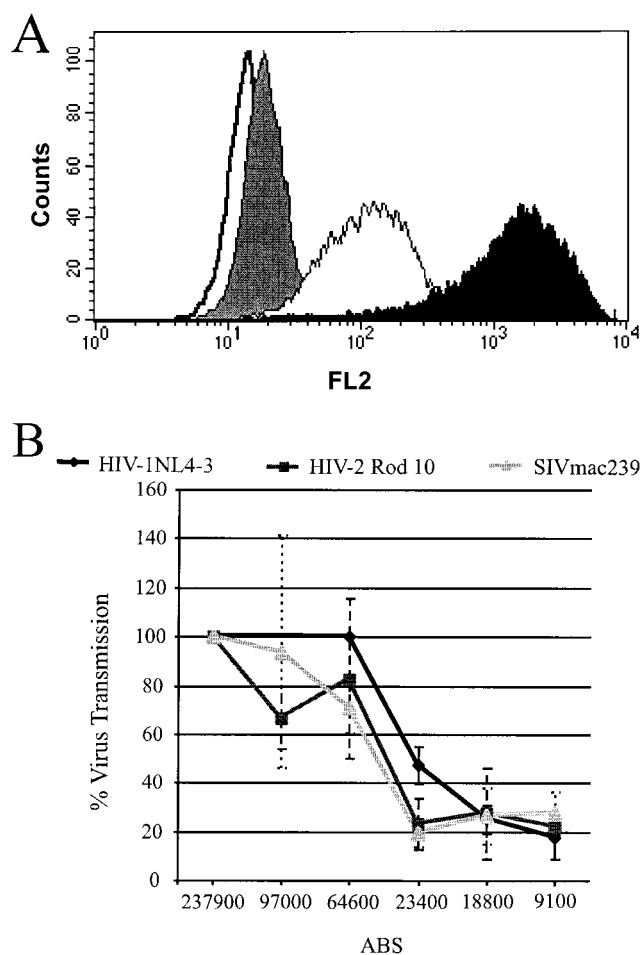 A
Counts
100
80
60
40
20
0
10^0 10^1 10^2 10^3 10^4
FL2
B
HIV-1NL4-3 HIV-2 Rod 10 SIVmac239
% Virus Transmission
160
140
120
100
80
60
40
20
0
237900 97000 64600 23400 18800 9100
ABS